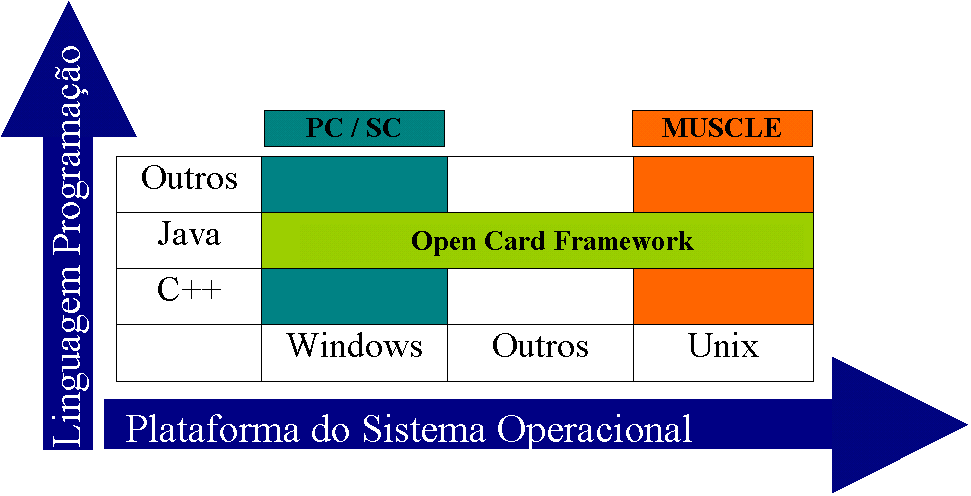 Linguagem Programação
PC / SC
MUSCLE
Outros
Java
Open Card Framework
C++
Windows
Outros
Unix
Plataforma do Sistema Operacional